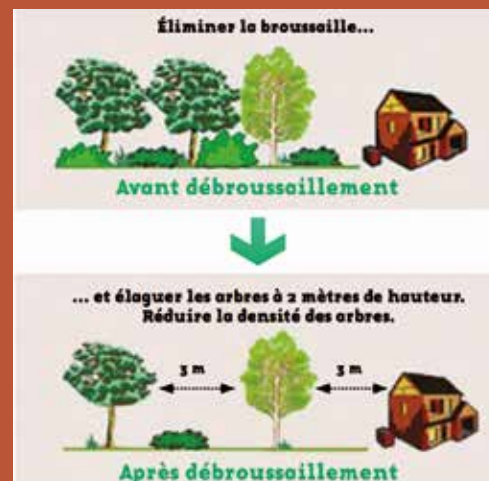 Éliminer la broussaille...
Avant débroussaillement
... et élaguer les arbres à 2 mètres de hauteur.
Réduire la densité des arbres.
3 m
3 m
Après débroussaillement